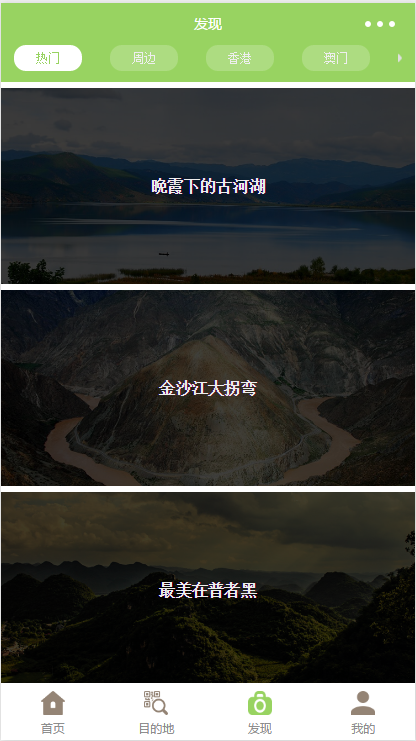 发现
热门
周边
香港
澳门
晚霞下的古河湖
金沙江大拐弯
最美在普者黑
首页
目的地
发现
我的